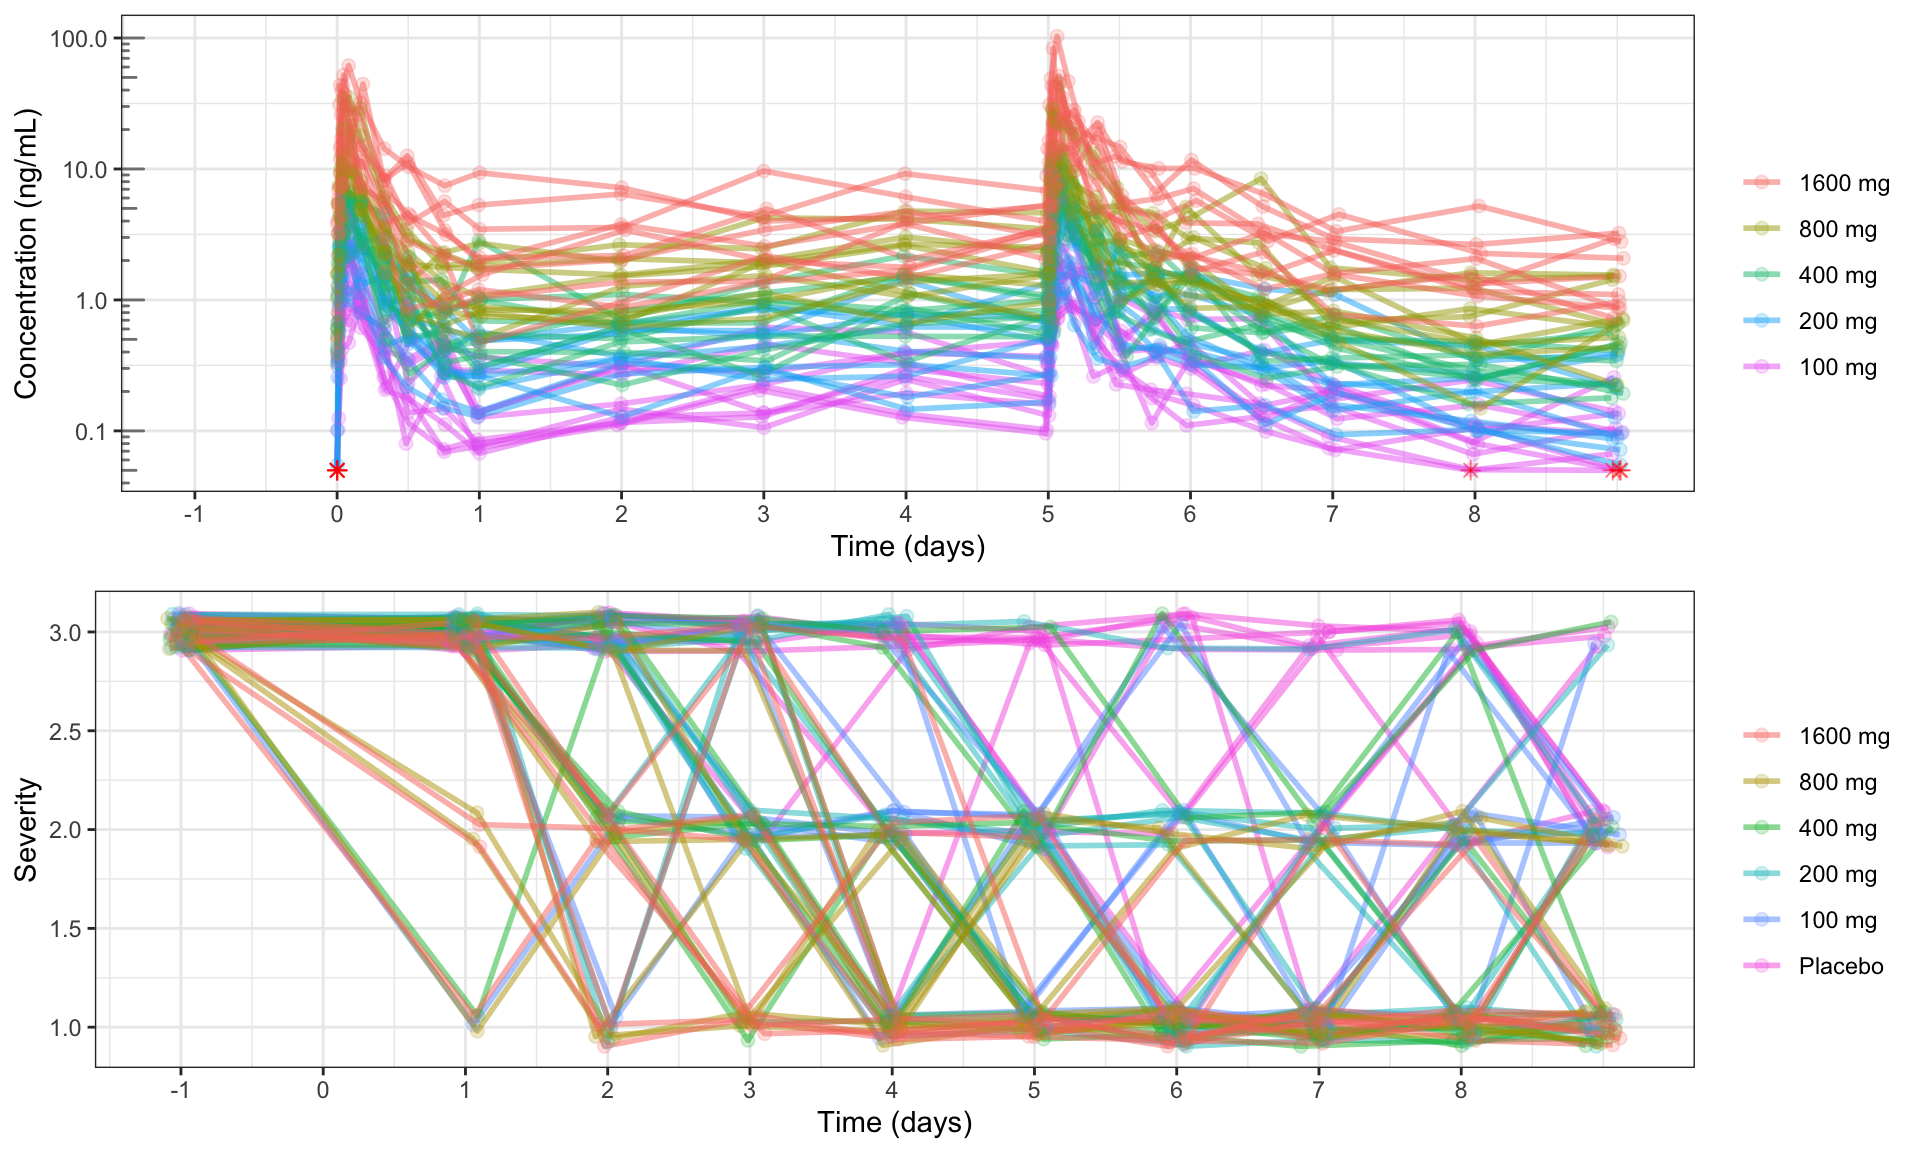 100.0
10.0
1.0
0.1
Concentration (ng/mL)
-1 0 1 2 3 4 5 6 7 8
Time (days)
1600 mg
800 mg
400 mg
200 mg
100 mg
3.0
2.5
2.0
1.5
1.0
Severity
-1 0 1 2 3 4 5 6 7 8
Time (days)
1600 mg
800 mg
400 mg
200 mg
100 mg
Placebo